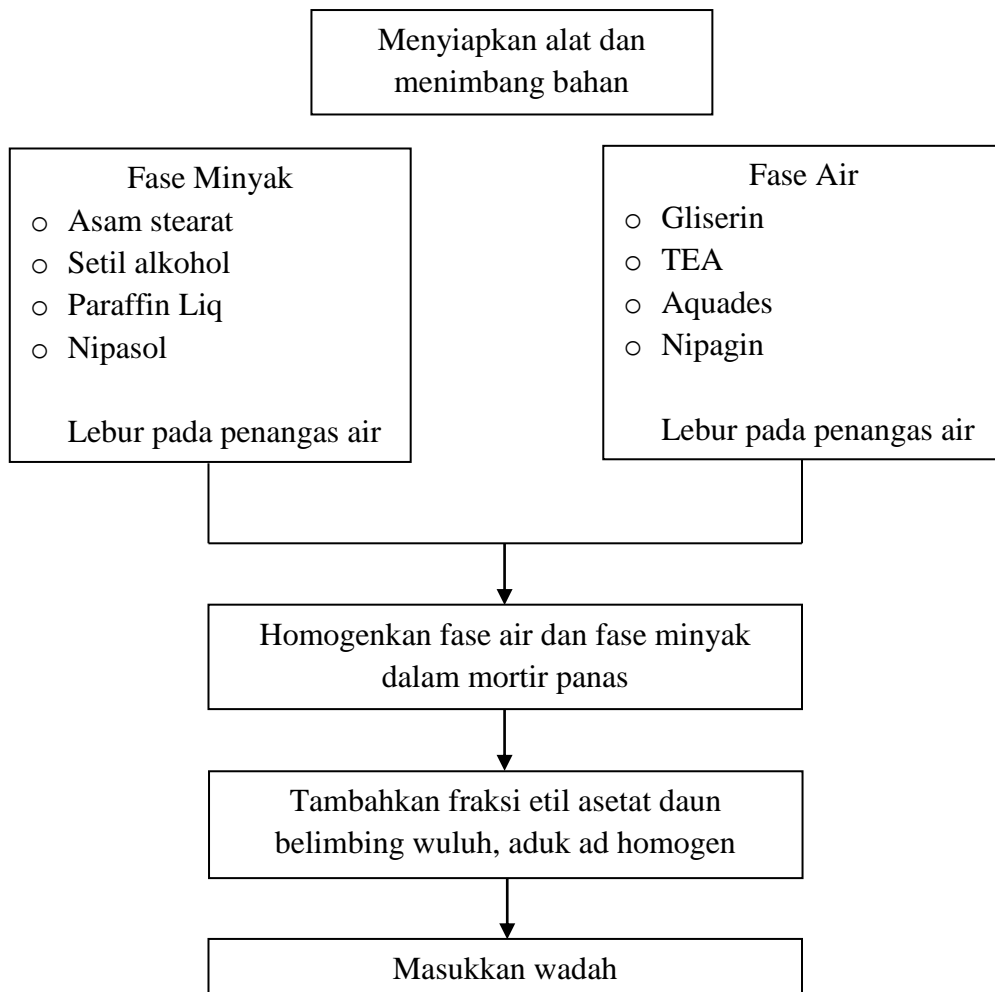 Menyiapkan alat dan
menimbang bahan
Fase Minyak
o Asam stearat
o Setil alkohol
o Paraffin Liq
o Nipasol
Lebur pada penangas air
Fase Air
o Gliserin
o TEA
o Aquades
o Nipagin
Lebur pada penangas air
Homogenkan fase air dan fase minyak
dalam mortir panas
Tambahkan fraksi etil asetat daun
belimbing wuluh, aduk ad homogen
Masukkan wadah